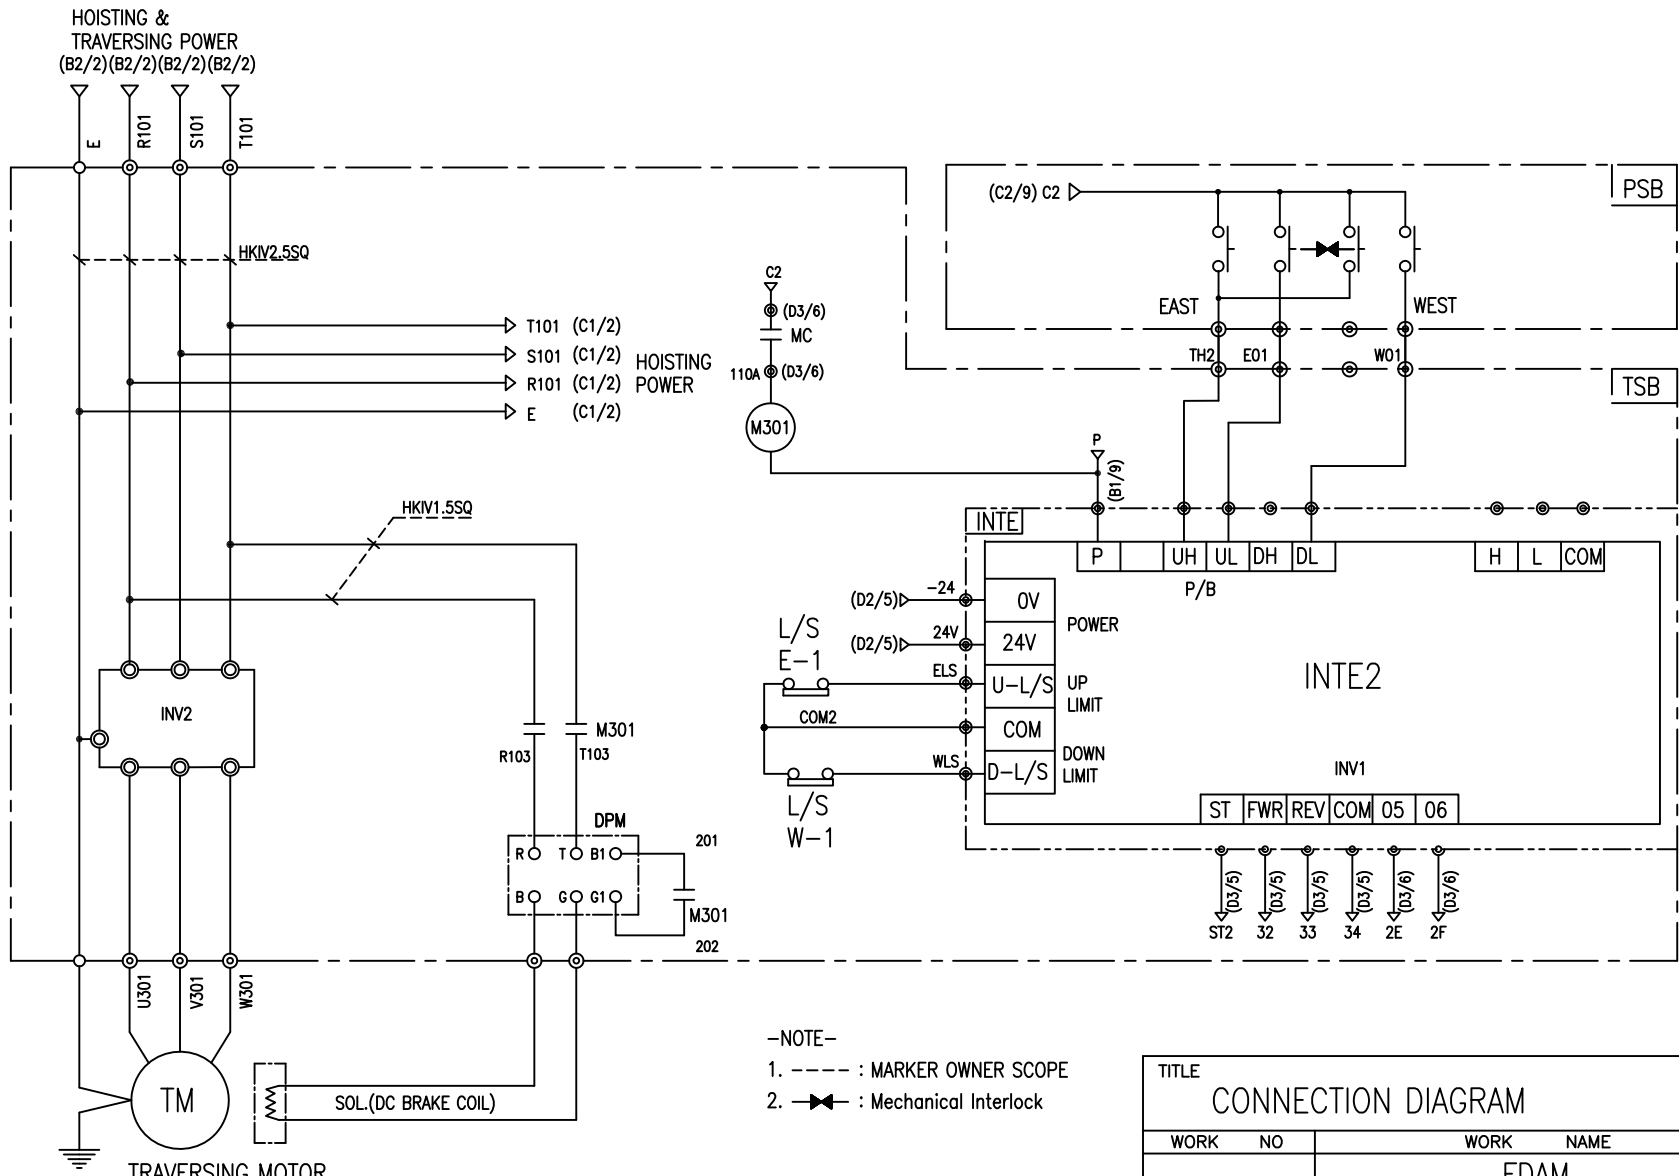 HOISTING &
TRAVERSING POWER
(B2/2)(B2/2)(B2/2)(B2/2)
E
R101
S101
T101
HKIV2.5SQ
T101 (C1/2)
S101 (C1/2)
R101 (C1/2)
E (C1/2)
HOISTING
POWER
C2
(D3/6)
MC
110A (D3/6)
M301
(C2/9) C2
PSB
EAST
WEST
TH2
E01
W01
TSB
P
(B1/9)
HKIV1.5SQ
INTE
P
UH
UL
DH
DL
H
L
COM
P/B
(D2/5) -24
0V
POWER
(D2/5) 24V
24V
L/S
E-1
ELS
U-L/S
UP
LIMIT
COM2
COM
WLS
D-L/S
DOWN
LIMIT
L/S
W-1
INTE2
INV1
ST
FWR
REV
COM
05
06
(D3/5)
(D3/5)
(D3/5)
(D3/5)
(D3/6)
(D3/6)
ST2
32
33
34
2E
2F
INV2
M301
R103
T103
DPM
201
R
T
B1
B
G
G1
M301
202
U301
V301
W301
TM
SOL.(DC BRAKE COIL)
TRAVERSING MOTOR
-NOTE-
1. ---- : MARKER OWNER SCOPE
2. : Mechanical Interlock
TITLE
CONNECTION DIAGRAM
WORK NO
WORK NAME
EDAM